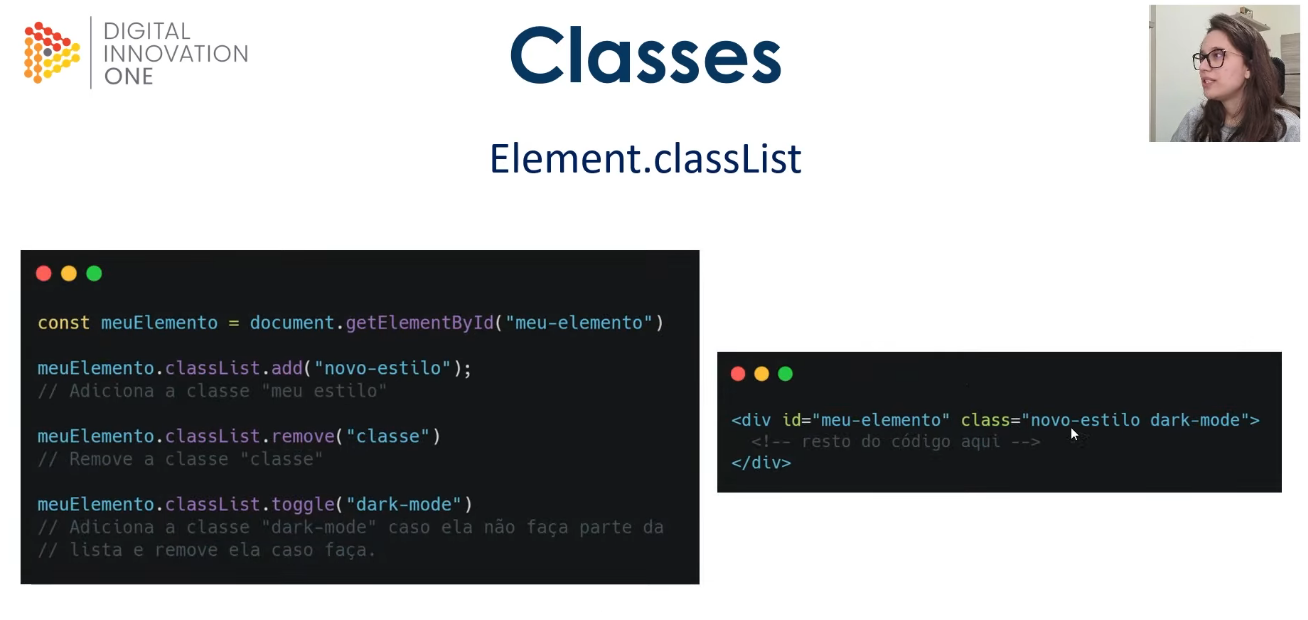 DIGITAL
INNOVATION
ONE
Classes
Element.classList
const meuElemento = document.getElementById("meu-elemento")
meuElemento.classList.add("novo-estilo");
// Adiciona a classe "meu estilo"
meuElemento.classList.remove("classe")
// Remove a classe "classe"
meuElemento.classList.toggle("dark-mode")
// Adiciona a classe "dark-mode" caso ela não faça parte da
// lista e remove ela caso faça.
<div id="meu-elemento" class="novo-estilo dark-mode">
<!-- resto do código aqui -->
</div>